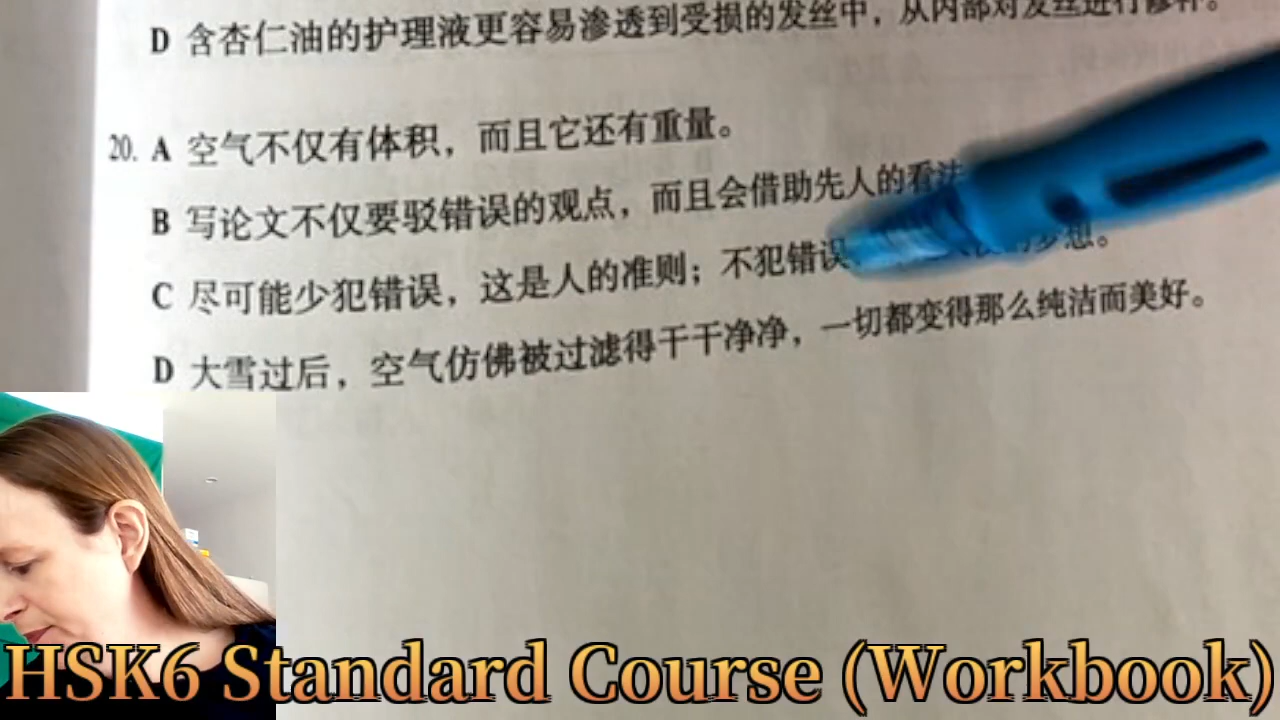 D 含杏仁油的护理液更容易渗透到受损的发丝中，从内部对发丝进行修补。
20. A 空气不仅有体积，而且它还有重量。
B 写论文不仅要驳错误的观点，而且会借助先人的看法
C 尽可能少犯错误，这是人的准则；不犯错误 梦想。
D 大雪过后，空气仿佛被过滤得干干净净，一切都变得那么纯洁而美好。
HSK6 Standard Course (Workbook)